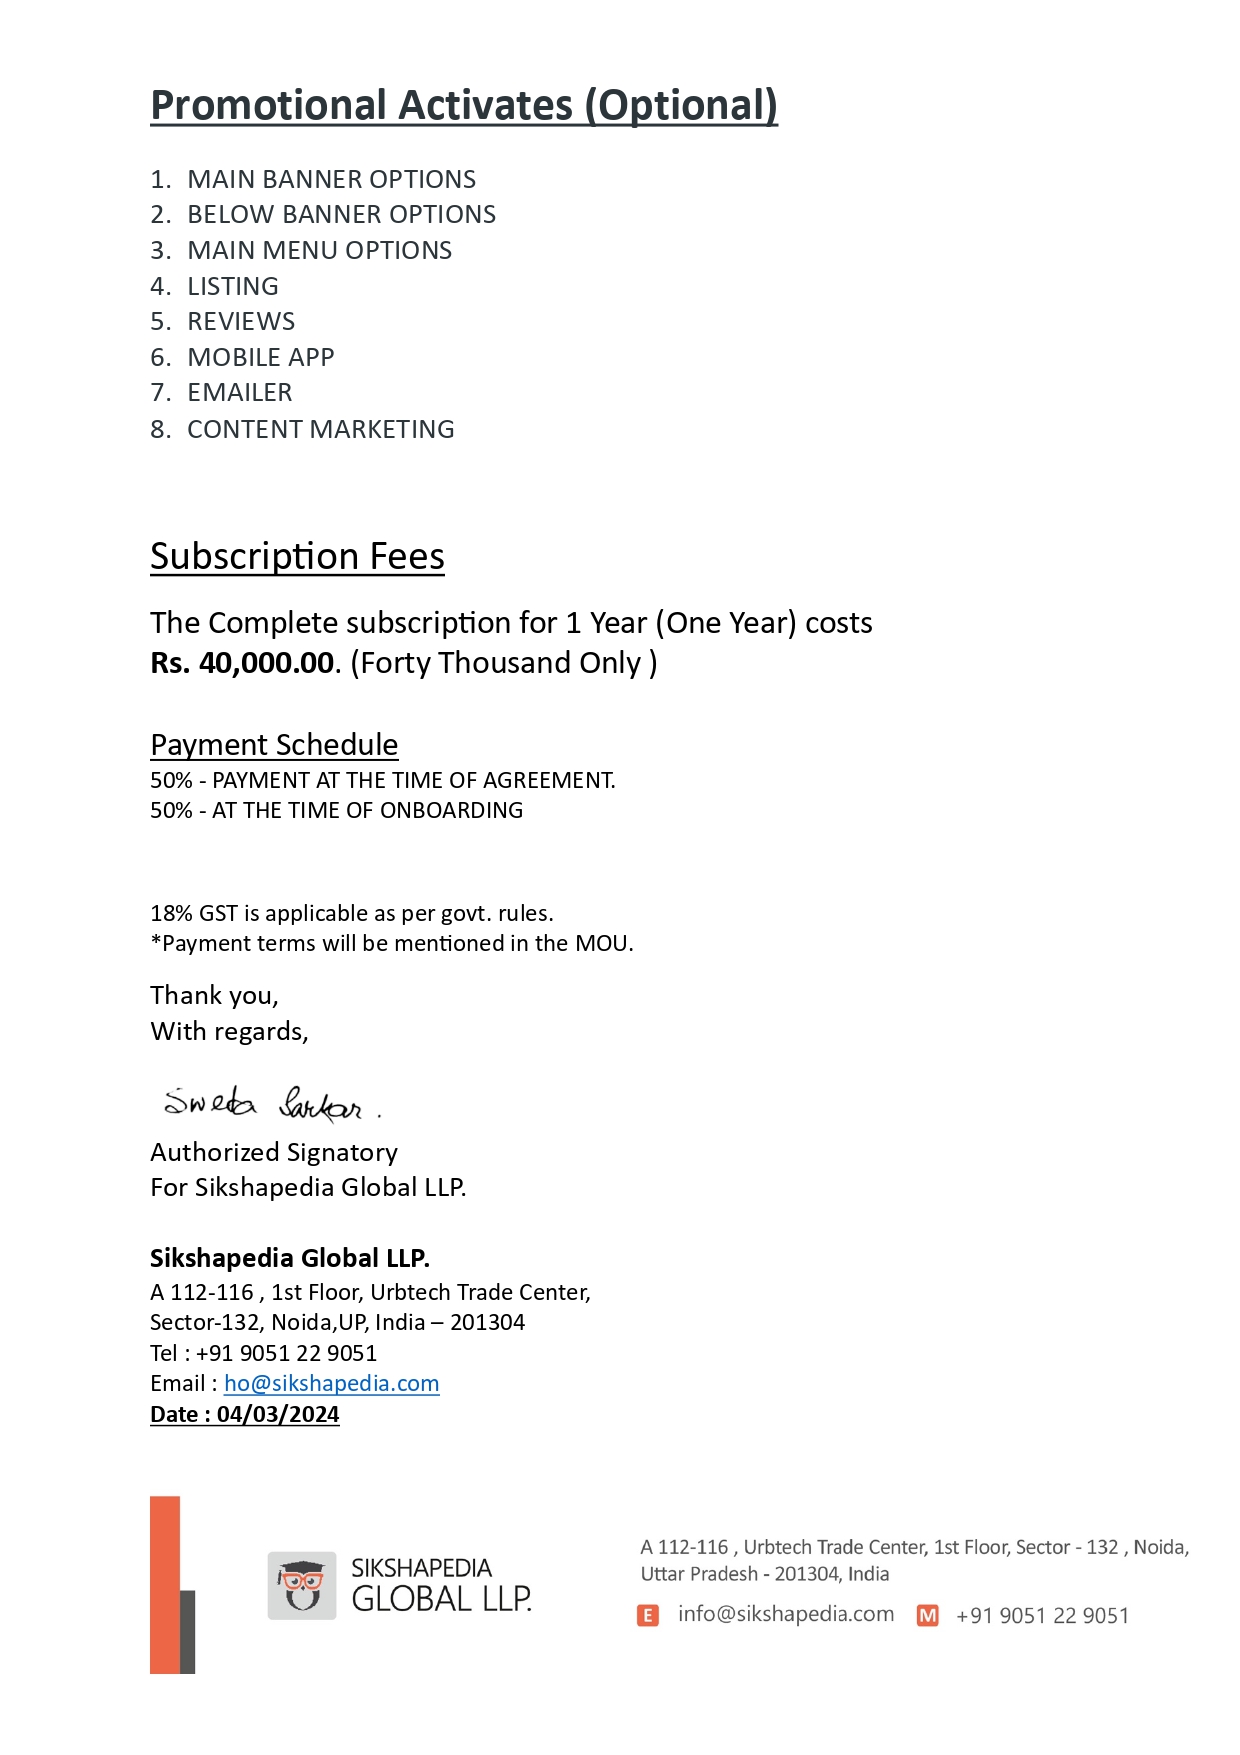 Promotional Activates (Optional)
1. MAIN BANNER OPTIONS
2. BELOW BANNER OPTIONS
3. MAIN MENU OPTIONS
4. LISTING
5. REVIEWS
6. MOBILE APP
7. EMAILER
8. CONTENT MARKETING
Subscription Fees
The Complete subscription for 1 Year (One Year) costs
Rs. 40,000.00. (Forty Thousand Only )
Payment Schedule
50% - PAYMENT AT THE TIME OF AGREEMENT.
50% - AT THE TIME OF ONBOARDING
18% GST is applicable as per govt. rules.
*Payment terms will be mentioned in the MOU.
Thank you,
With regards,
Sweta Sarkar.
Authorized Signatory
For Sikshapedia Global LLP.
Sikshapedia Global LLP.
A 112-116 , 1st Floor, Urbtech Trade Center,
Sector-132, Noida,UP, India – 201304
Tel : +91 9051 22 9051
Email : ho@sikshapedia.com
Date : 04/03/2024
SIKSHAPEDIA
GLOBAL LLP.
A 112-116 , Urbtech Trade Center, 1st Floor, Sector - 132 , Noida,
Uttar Pradesh - 201304, India
E info@sikshapedia.com M +91 9051 22 9051